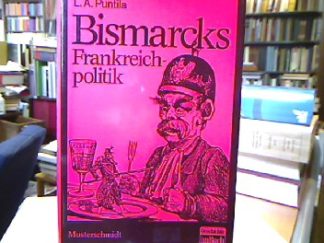 L. A. Puntila
Bismarcks
Frankreich-
politik
Musterschmidt